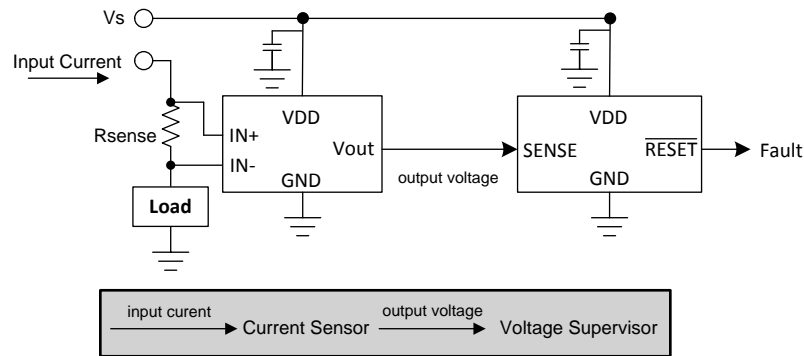 Vs
Input Current
Rsense
Load
VDD
IN+
IN-
Vout
GND
output voltage
VDD
SENSE
RESET
GND
Fault
input curent
Current Sensor
output voltage
Voltage Supervisor